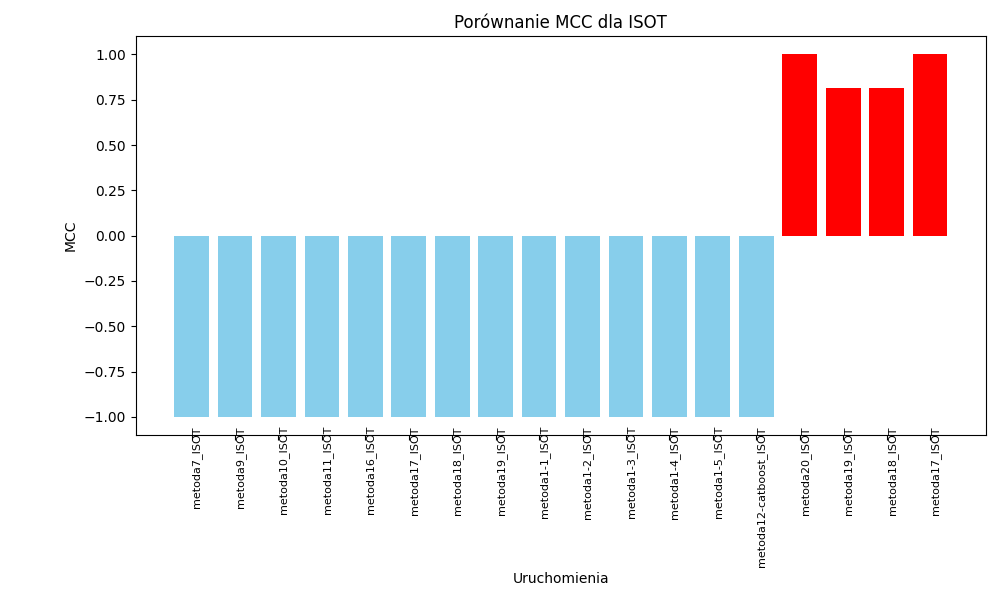 Porównanie MCC dla ISOT
MCC
1.00
0.75
0.50
0.25
0.00
−0.25
−0.50
−0.75
−1.00
metoda7_ISOT
metoda9_ISOT
metoda10_ISOT
metoda11_ISOT
metoda16_ISOT
metoda17_ISOT
metoda18_ISOT
metoda19_ISOT
metoda1-1_ISOT
metoda1-2_ISOT
metoda1-3_ISOT
metoda1-4_ISOT
metoda1-5_ISOT
metoda12-catboost_ISOT
metoda20_ISOT
metoda19_ISOT
metoda18_ISOT
metoda17_ISOT
Uruchomienia